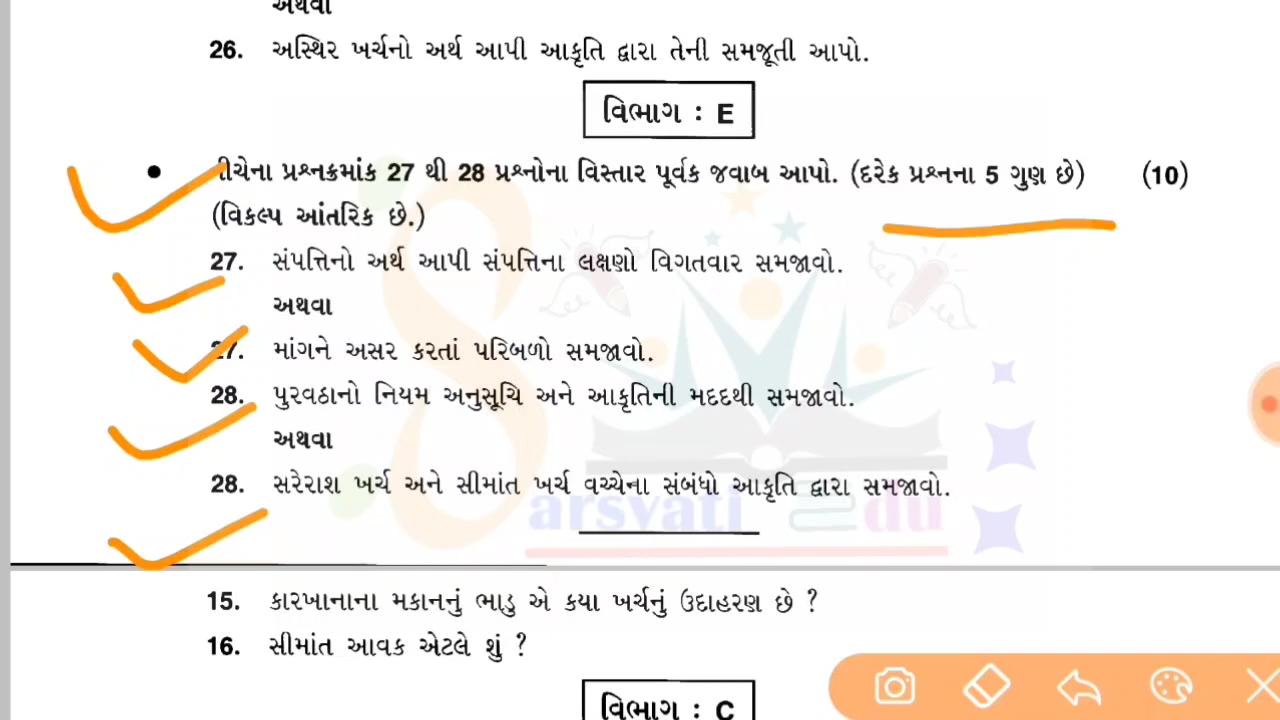 અથવા
26. અસ્થિર ખર્ચનો અર્થ આપી આકૃતિ દ્વારા તેની સમજૂતી આપો.
વિભાગ : E
• નીચેના પ્રશ્નક્રમાંક 27 થી 28 પ્રશ્નોના વિસ્તાર પૂર્વક જવાબ આપો. (દરેક પ્રશ્નના 5 ગુણ છે) (10)
(વિકલ્પ આંતરિક છે.)
27. સંપત્તિનો અર્થ આપી સંપત્તિના લક્ષણો વિગતવાર સમજાવો.
અથવા
27. માંગને અસર કરતાં પરિબળો સમજાવો.
28. પુરવઠાનો નિયમ અનુસૂચિ અને આકૃતિની મદદથી સમજાવો.
અથવા
28. સરેરાશ ખર્ચ અને સીમાંત ખર્ચ વચ્ચેના સંબંધો આકૃતિ દ્વારા સમજાવો.
arsvati Edu
15. કારખાનાના મકાનનું ભાડુ એ કયા ખર્ચનું ઉદાહરણ છે ?
16. સીમાંત આવક એટલે શું ?
વિભાગ : C